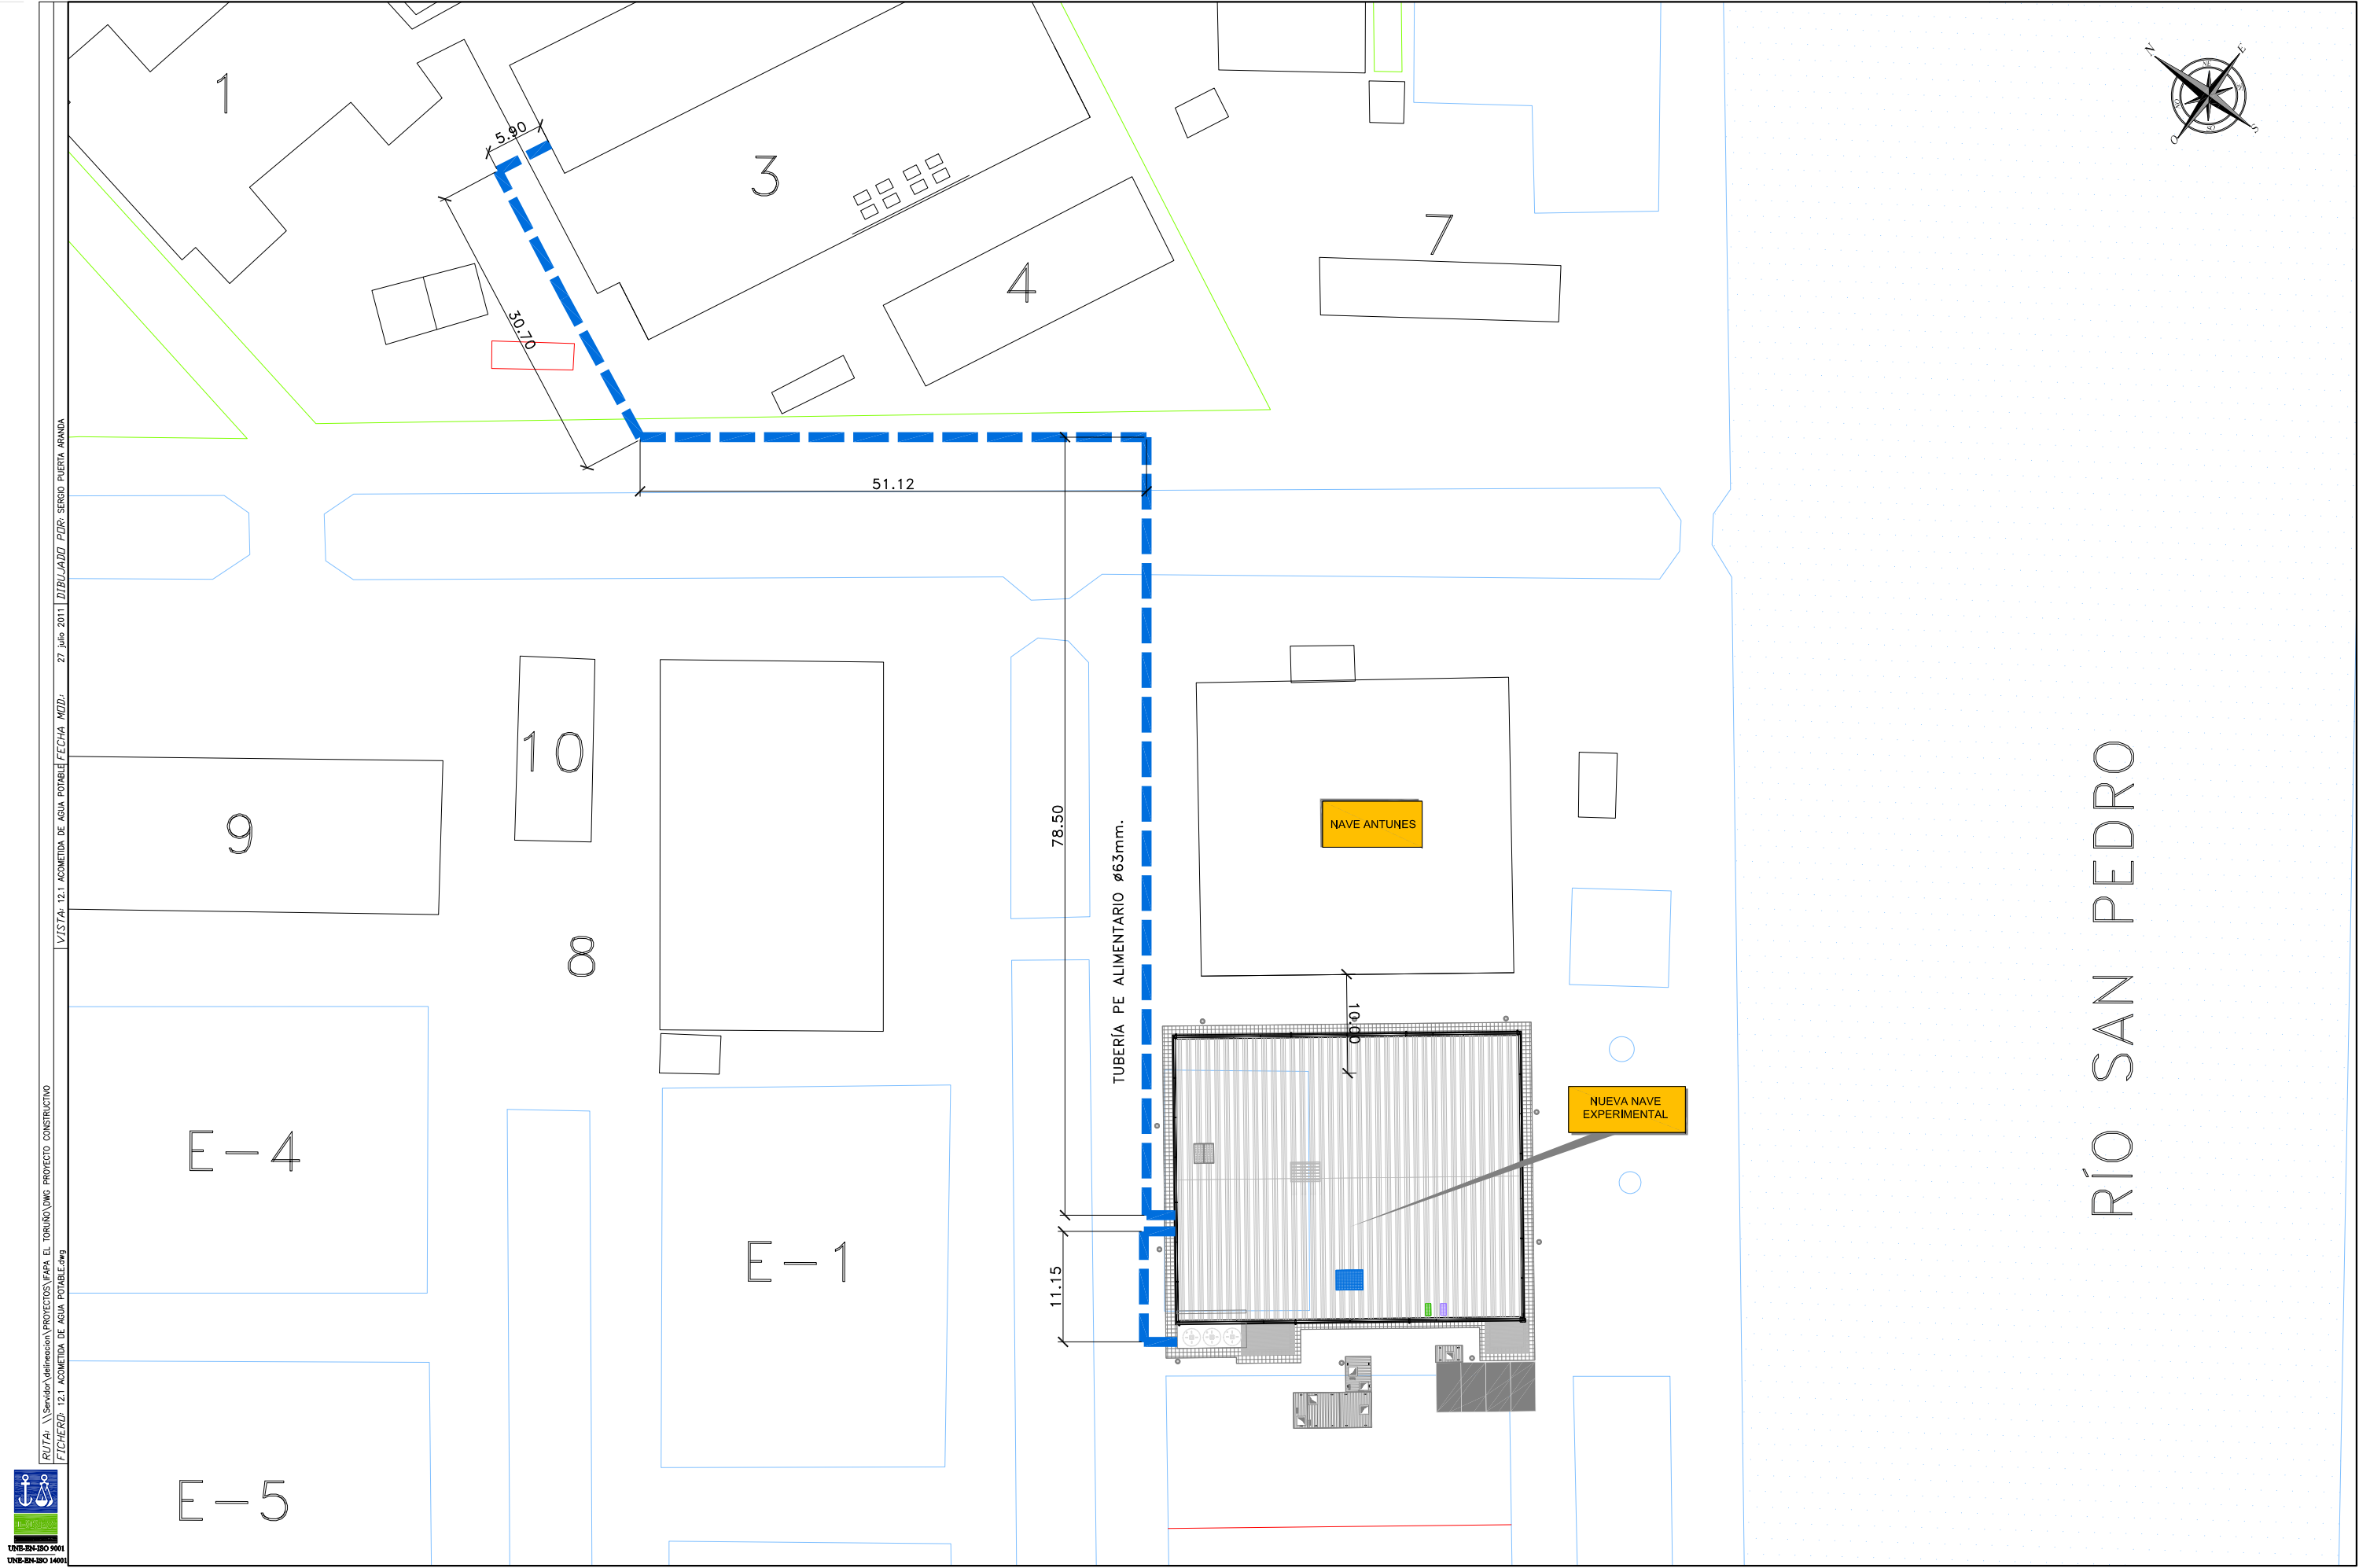 1
5.90
3
4
7
30.70
51.12
N
E
S
O
NE
SE
SO
NO
10
9
8
78.50
TUBERÍA PE ALIMENTARIO ø63mm.
NAVE ANTUNES
10.00
NUEVA NAVE
EXPERIMENTAL
11.15
E-4
E-1
E-5
RÍO SAN PEDRO
RUTA: \\Servidor\delineacion\PROYECTOS\IFAPA EL TORUÑO\DWG PROYECTO CONSTRUCTIVO
FICHERO: 12.1 ACOMETIDA DE AGUA POTABLE.dwg
VISTA: 12.1 ACOMETIDA DE AGUA POTABLE
FECHA MOD.: 27 julio 2011
DIBUJADO POR: SERGIO PUERTA ARANDA
UNE-EN-ISO 9001
UNE-EN-ISO 14001